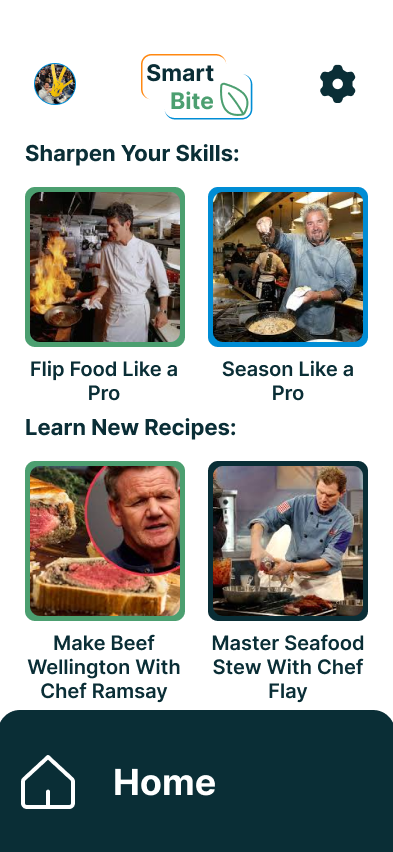 Smart
Bite
Sharpen Your Skills:
Flip Food Like a
Pro
Season Like a
Pro
Learn New Recipes:
Make Beef
Wellington With
Chef Ramsay
Master Seafood
Stew With Chef
Flay
Home